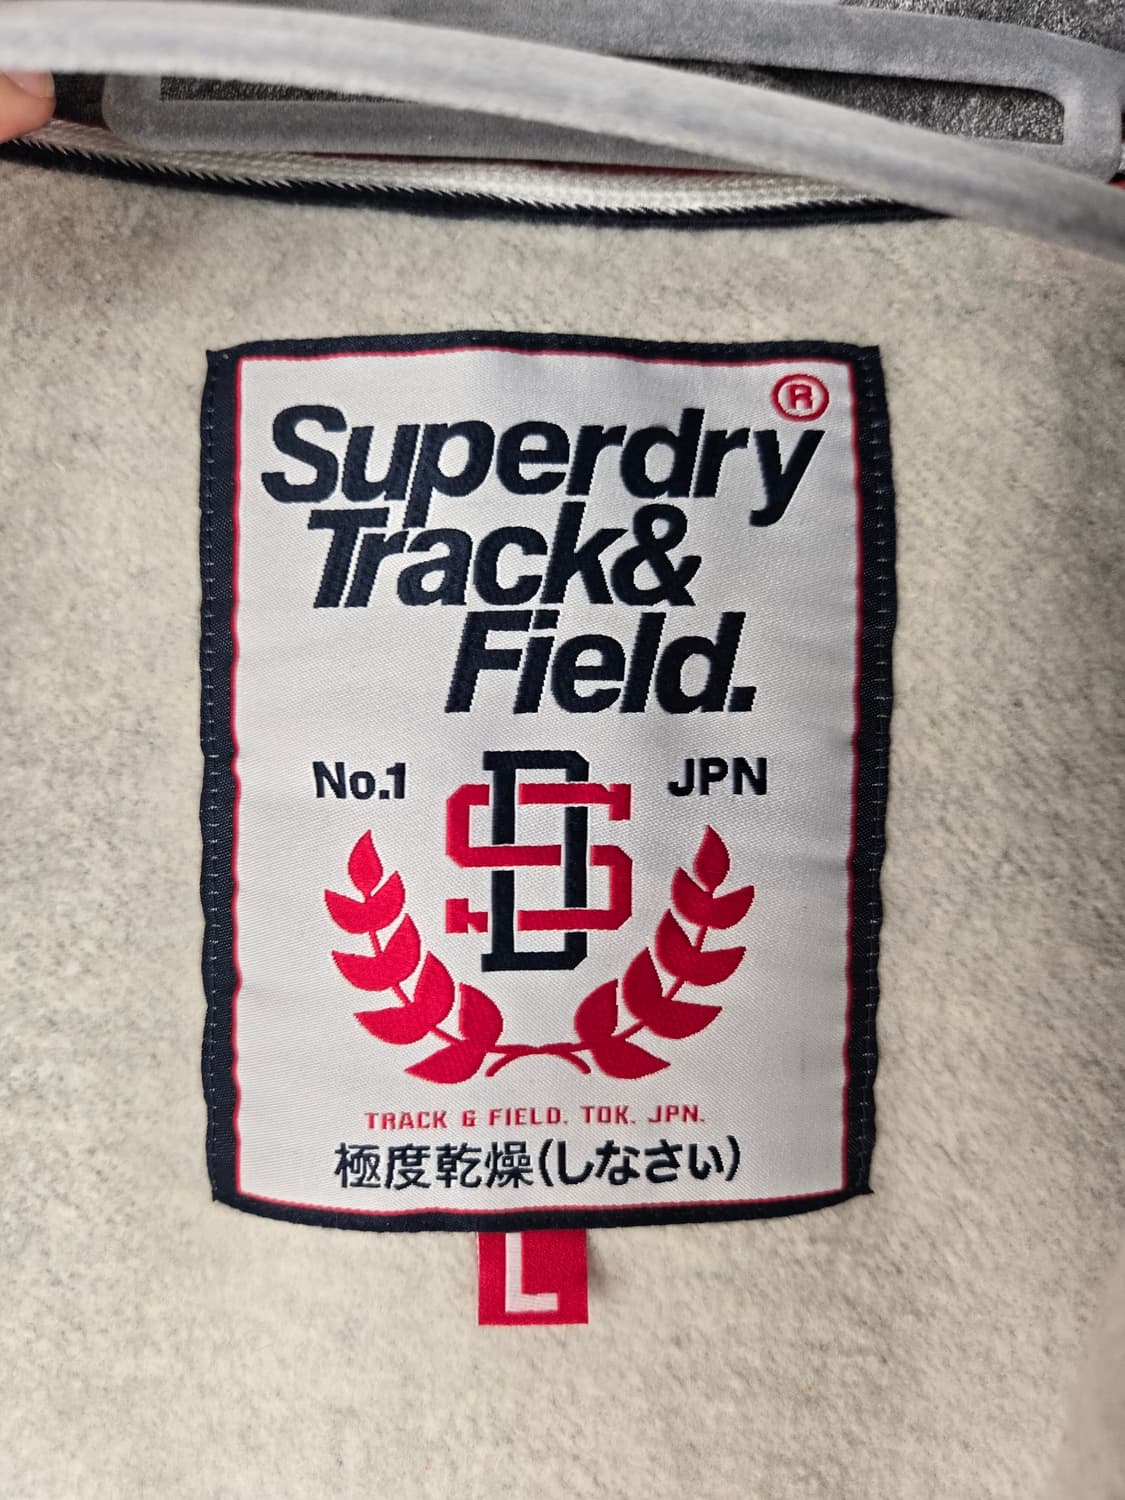 Superdry®
Track&
Field.
No.1 SD JPN
TRACK & FIELD. TOK. JPN.
極度乾燥(しなさい)
L